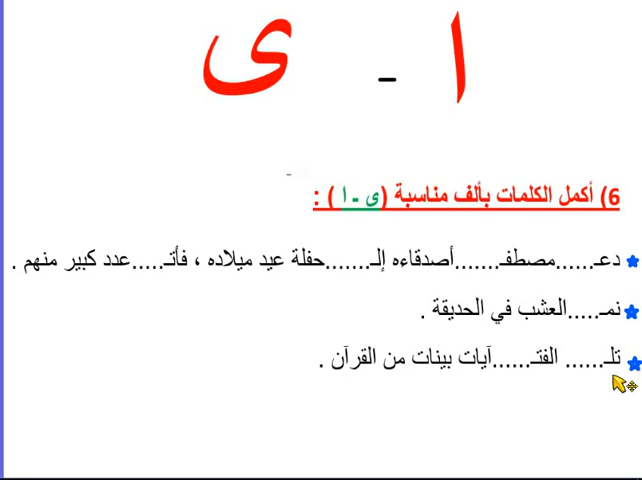 ا - ى
6) أكمل الكلمات بألف مناسبة (ى - ا ) :
دعـ......مصطفـ.......أصدقاءه إلـ.......حفلة عيد ميلاده ، فأتـ.....عدد كبير منهم .
نمـ.....العشب في الحديقة .
تلـ...... الفتـ......آيات بينات من القرآن .